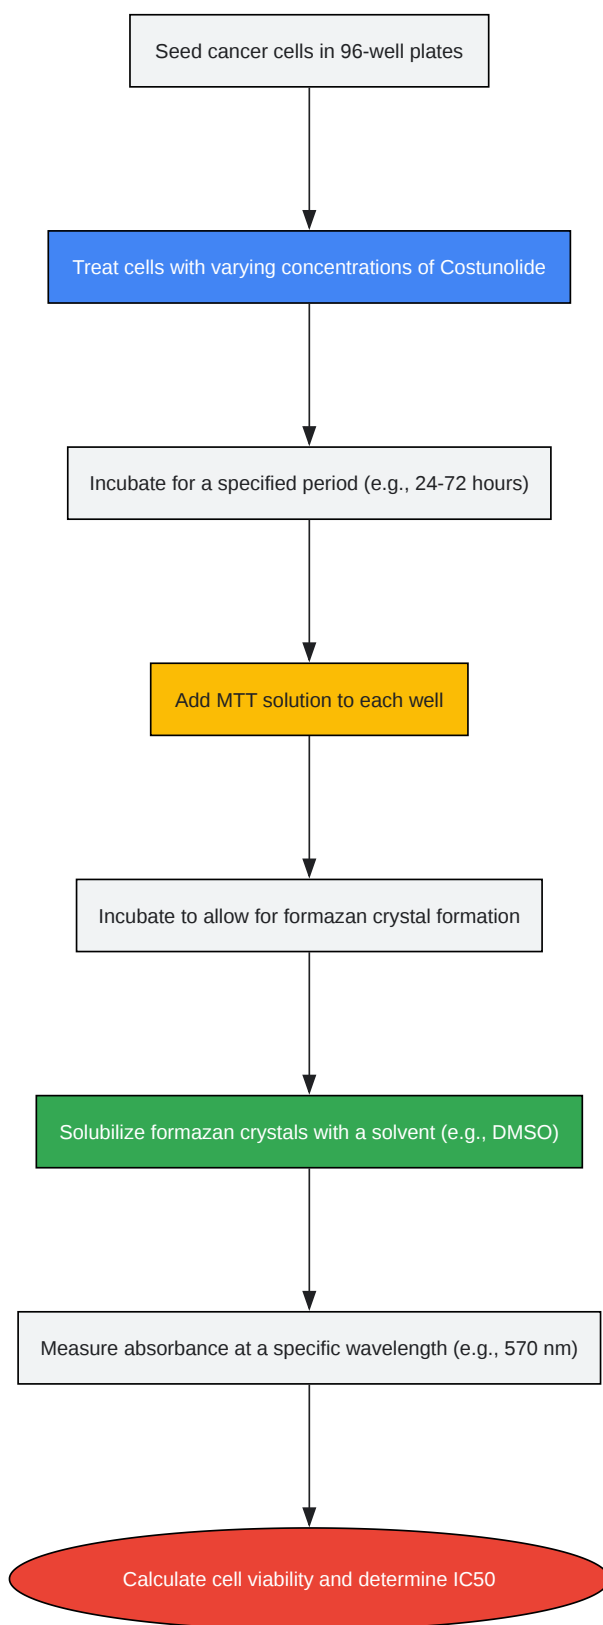 Seed cancer cells in 96-well plates
Treat cells with varying concentrations of Costunolide
Incubate for a specified period (e.g., 24-72 hours)
Add MTT solution to each well
Incubate to allow for formazan crystal formation
Solubilize formazan crystals with a solvent (e.g., DMSO)
Measure absorbance at a specific wavelength (e.g., 570 nm)
Calculate cell viability and determine IC50